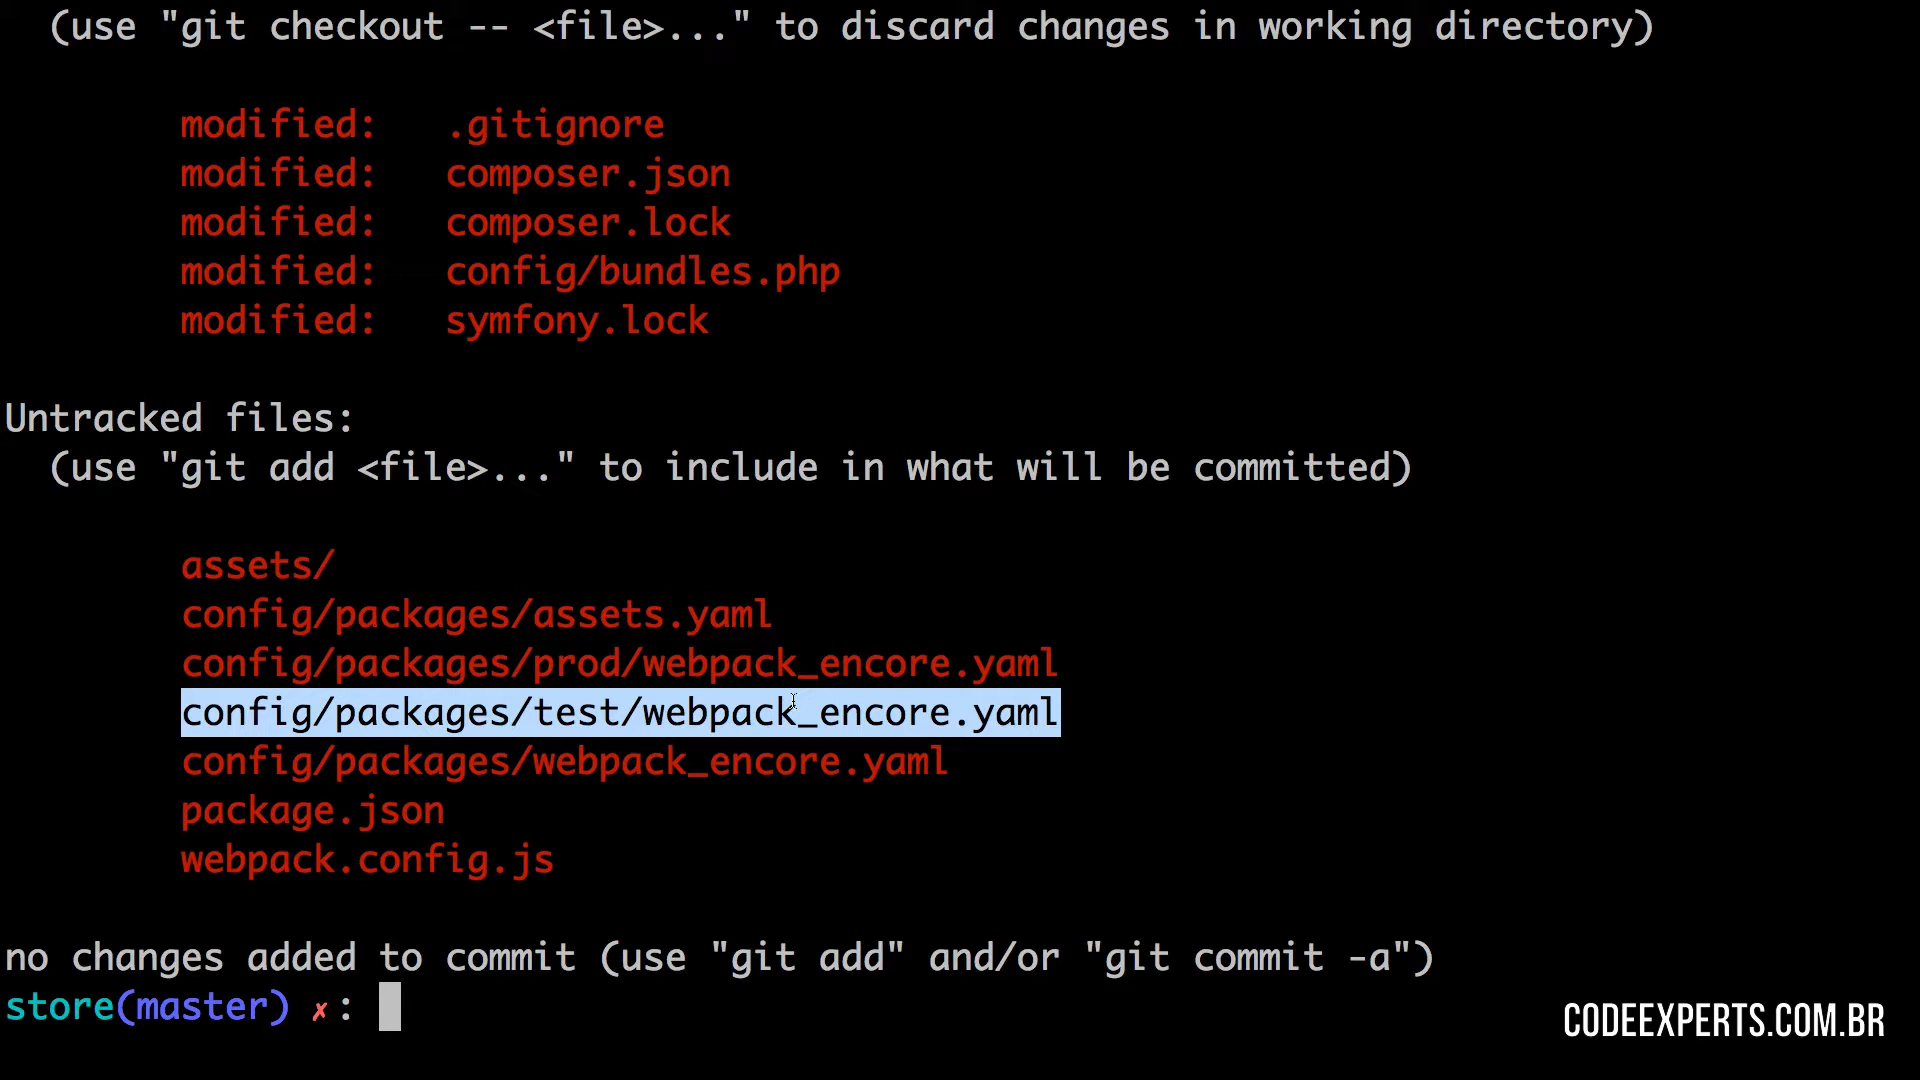 (use "git checkout -- <file>..." to discard changes in working directory)
modified:   .gitignore
modified:   composer.json
modified:   composer.lock
modified:   config/bundles.php
modified:   symfony.lock
Untracked files:
(use "git add <file>..." to include in what will be committed)
assets/
config/packages/assets.yaml
config/packages/prod/webpack_encore.yaml
config/packages/test/webpack_encore.yaml
config/packages/webpack_encore.yaml
package.json
webpack.config.js
no changes added to commit (use "git add" and/or "git commit -a")
store(master) ✗:
CODEEXPERTS.COM.BR